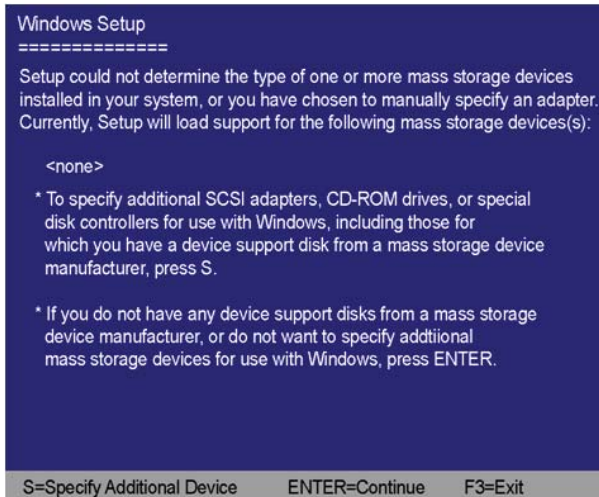 Windows Setup
==============
Setup could not determine the type of one or more mass storage devices
installed in your system, or you have chosen to manually specify an adapter.
Currently, Setup will load support for the following mass storage devices(s):
<none>
* To specify additional SCSI adapters, CD-ROM drives, or special
disk controllers for use with Windows, including those for
which you have a device support disk from a mass storage device
manufacturer, press S.
* If you do not have any device support disks from a mass storage
device manufacturer, or do not want to specify addtiional
mass storage devices for use with Windows, press ENTER.
S=Specify Additional Device ENTER=Continue F3=Exit